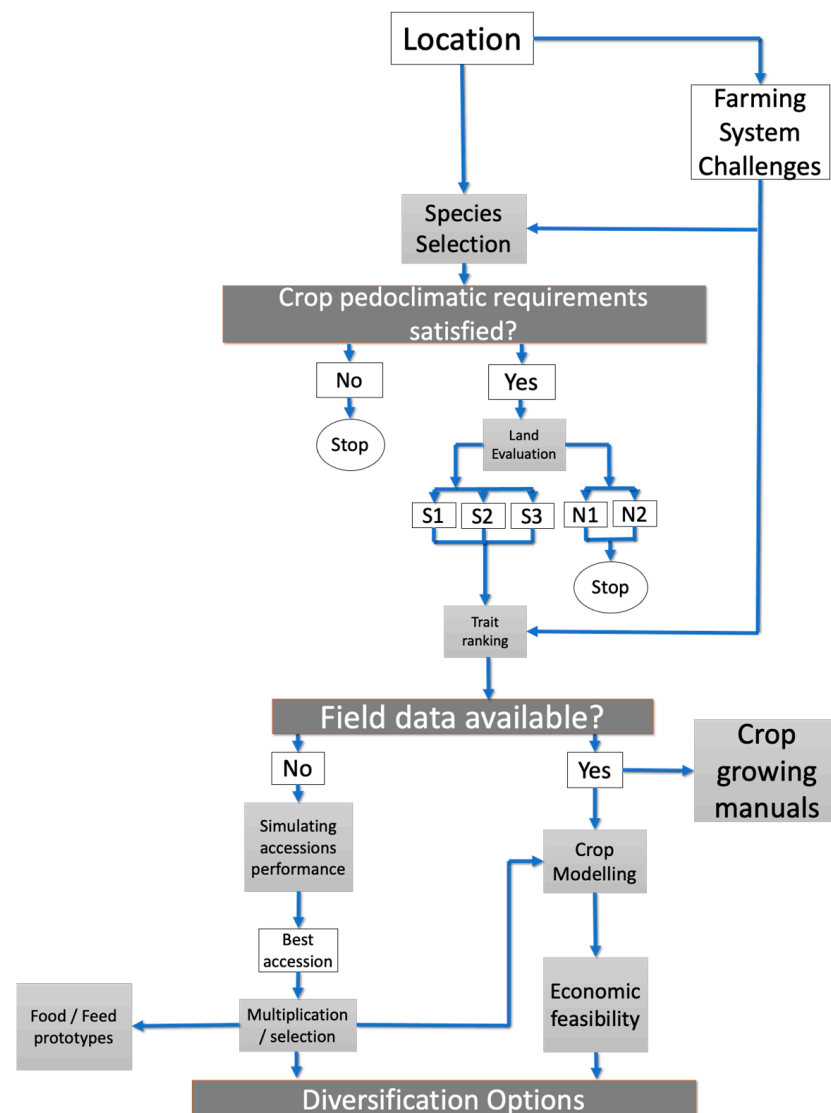 Location
Farming
System
Challenges
Species
Selection
Crop pedoclimatic requirements
satisfied?
No
Yes
Stop
Land
Evaluation
S1
S2
S3
N1
N2
Stop
Trait
ranking
Field data available?
No
Yes
Crop
growing
manuals
Simulating
accessions
performance
Crop
Modelling
Best
accession
Economic
feasibility
Food / Feed
prototypes
Multiplication
/ selection
Diversification Options